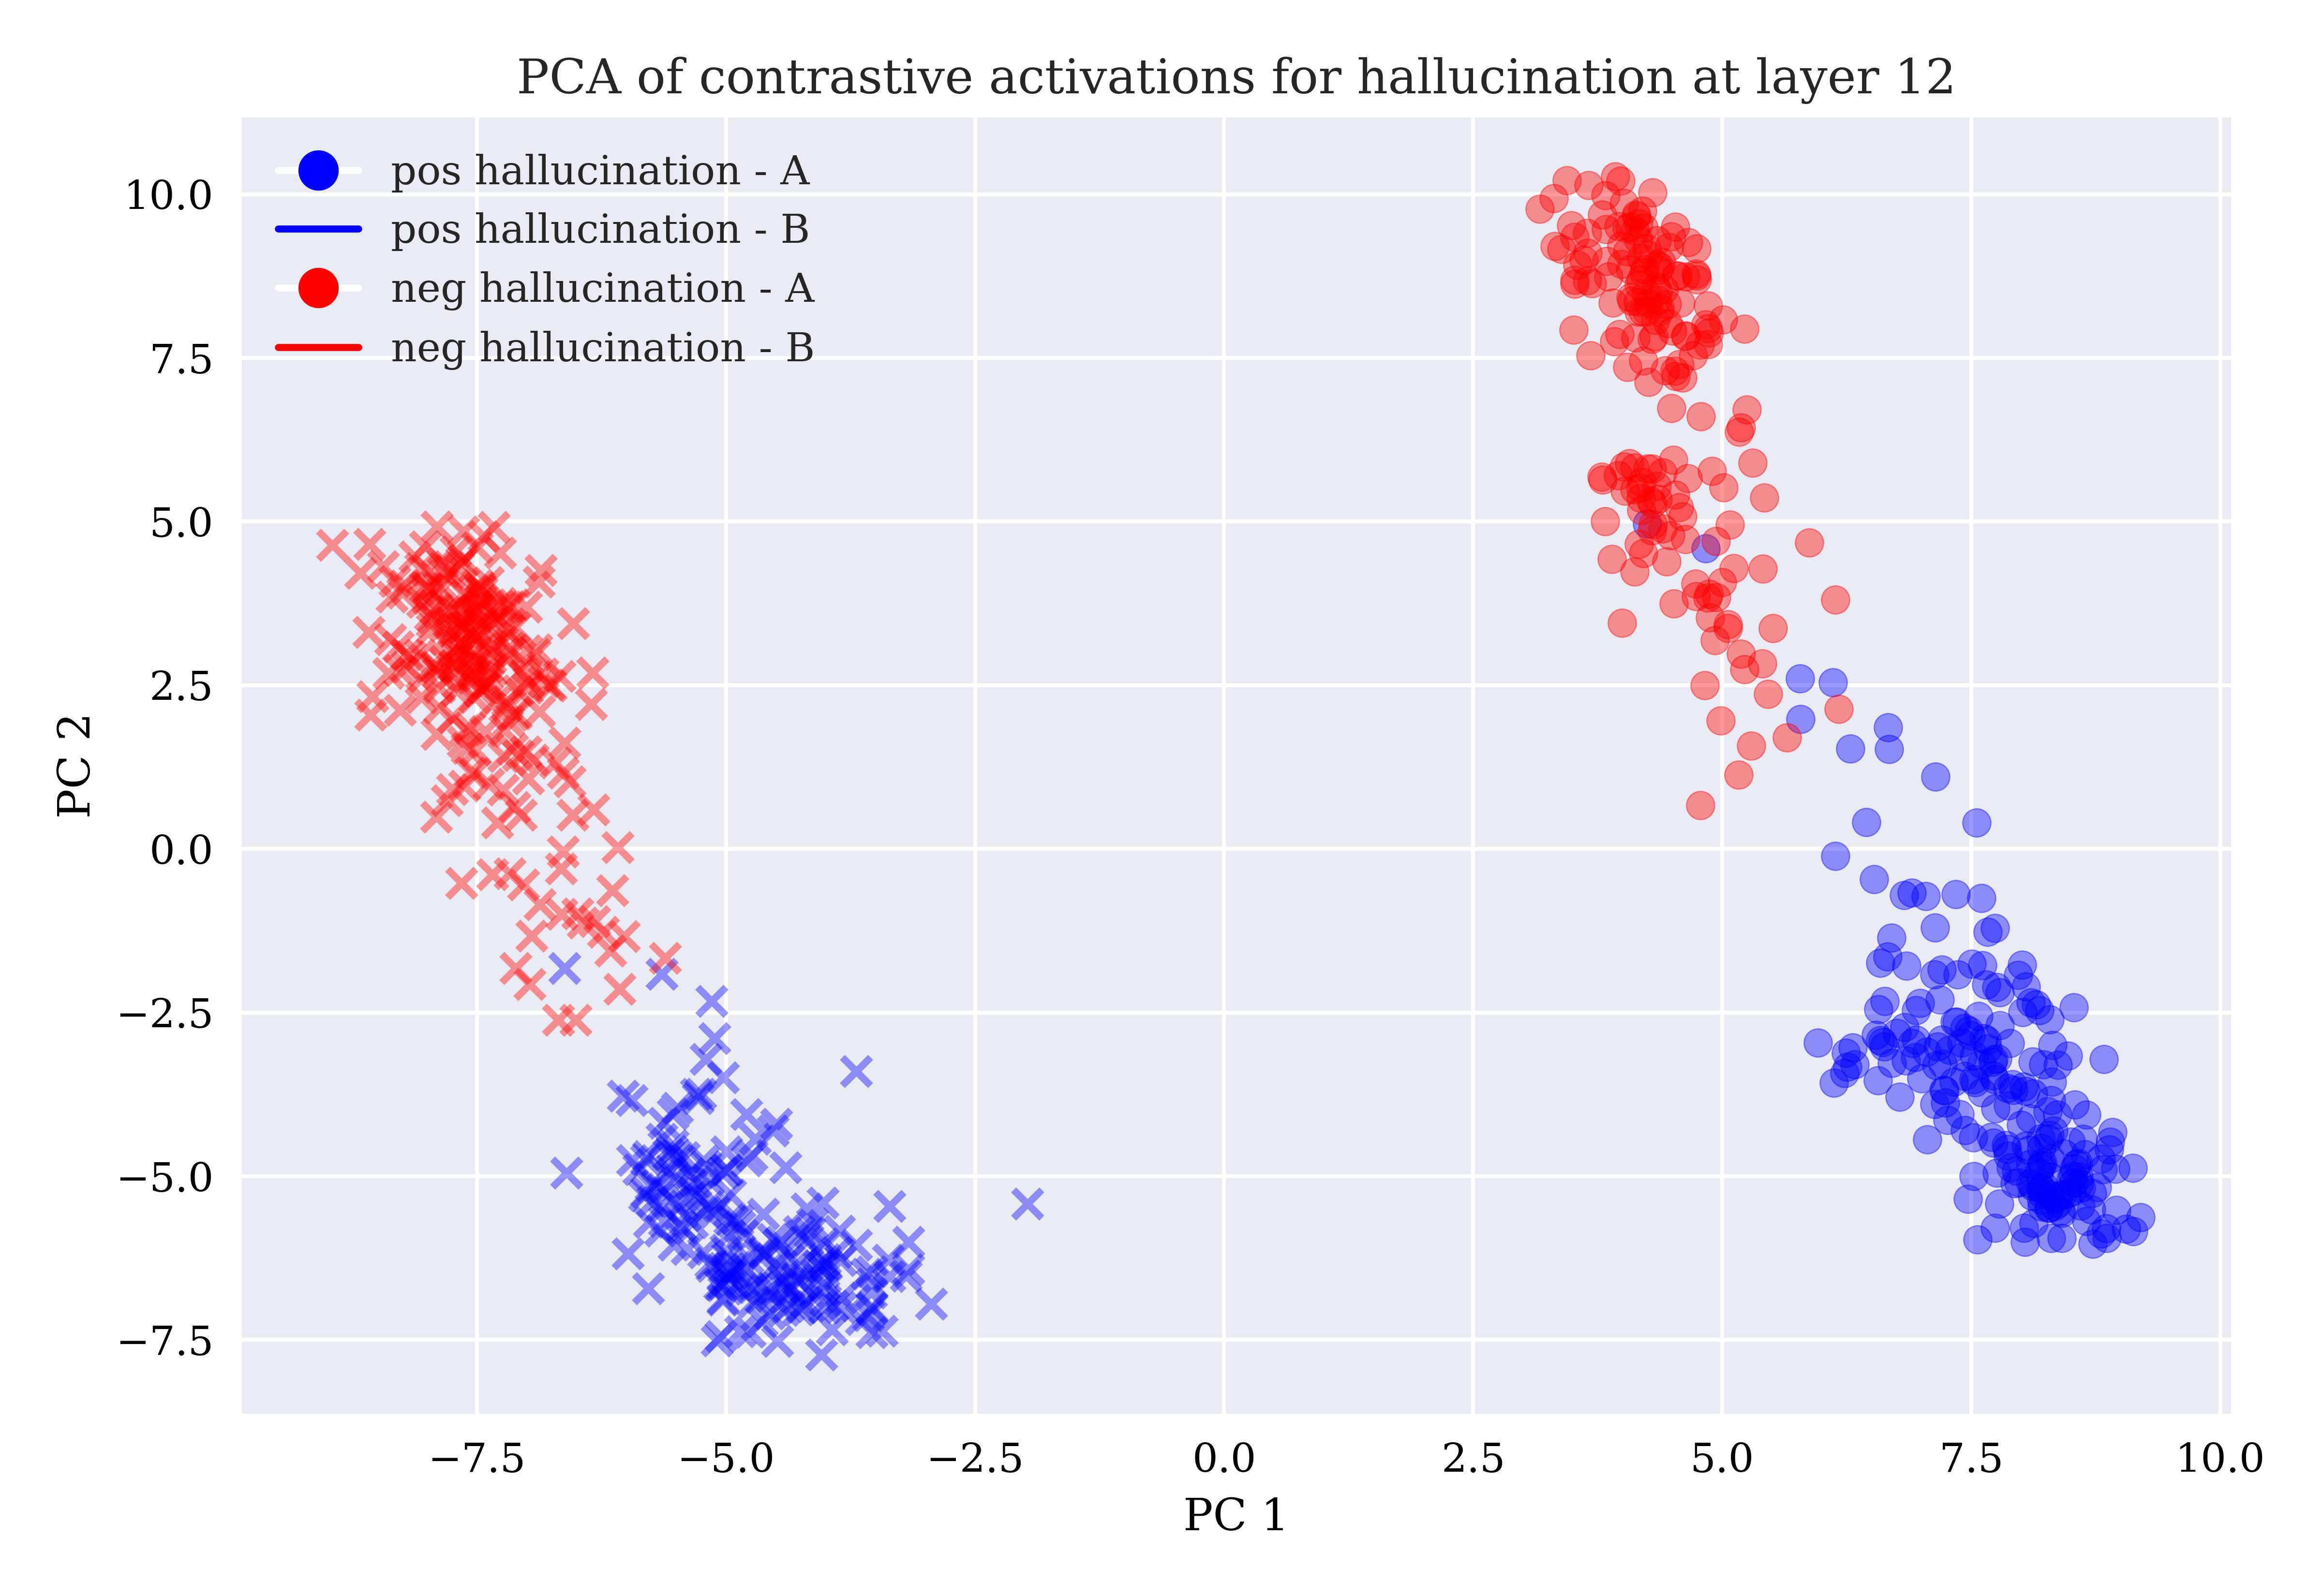 PCA of contrastive activations for hallucination at layer 12
pos hallucination - A
pos hallucination - B
neg hallucination - A
neg hallucination - B
10.0
7.5
5.0
2.5
0.0
−2.5
−5.0
−7.5
PC 2
−7.5 −5.0 −2.5 0.0 2.5 5.0 7.5 10.0
PC 1